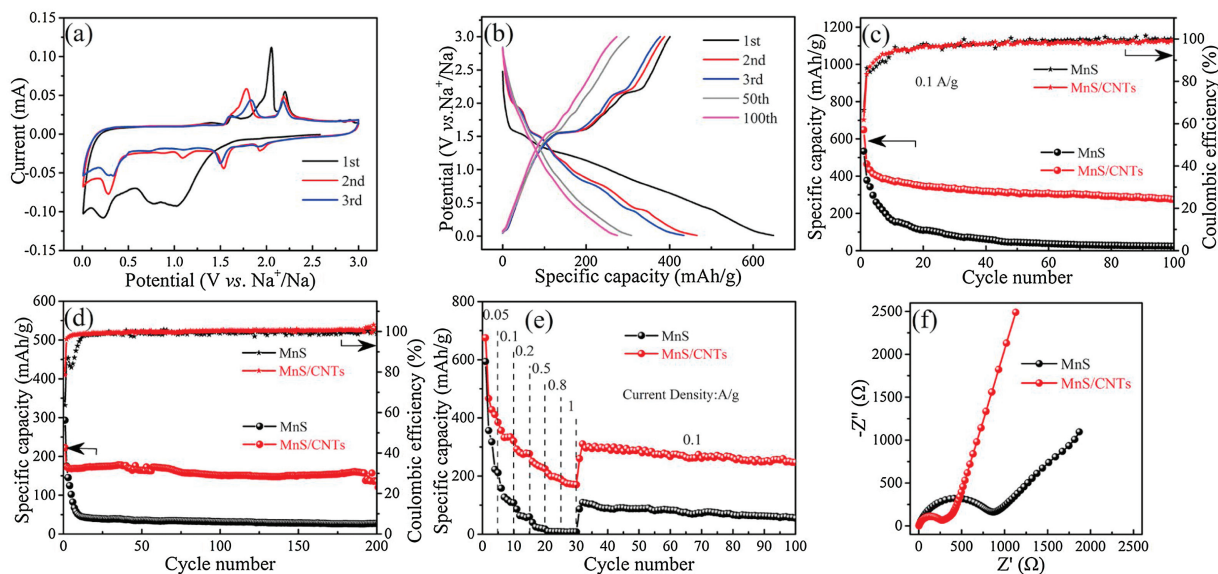 (a)
0.15
0.10
0.05
0.00
-0.05
-0.10
-0.15
0.0 0.5 1.0 1.5 2.0 2.5 3.0
Current (mA)
Potential (V vs. Na⁺/Na)
1st
2nd
3rd
(b)
3.0
2.5
2.0
1.5
1.0
0.5
0.0
0 200 400 600 800
Potential (V vs.Na⁺/Na)
Specific capacity (mAh/g)
1st
2nd
3rd
50th
100th
(c)
1200
1000
800
600
400
200
0
0 20 40 60 80 100
100
80
60
40
20
0
Specific capacity (mAh/g)
Cycle number
Coulombic efficiency (%)
0.1 A/g
MnS
MnS/CNTs
MnS
MnS/CNTs
(d)
600
500
400
300
200
100
0
0 50 100 150 200
100
80
60
40
20
0
Specific capacity (mAh/g)
Cycle number
Coulombic efficiency (%)
MnS
MnS/CNTs
MnS
MnS/CNTs
(e)
800
600
400
200
0
0 10 20 30 40 50 60 70 80 90 100
Specific capacity (mAh/g)
Cycle number
0.05
0.1
0.2
0.5
0.8
1
0.1
MnS
MnS/CNTs
Current Density:A/g
(f)
2500
2000
1500
1000
500
0
0 500 1000 1500 2000 2500
-Z'' (Ω)
Z' (Ω)
MnS
MnS/CNTs